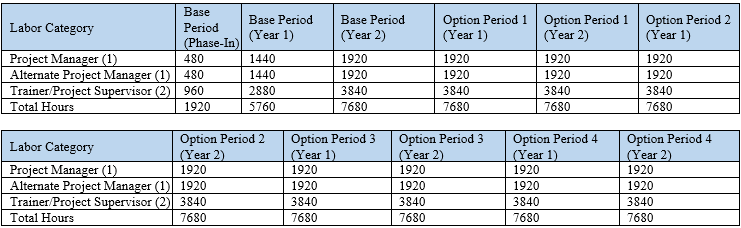 Labor Category | Base Period (Phase-In) | Base Period (Year 1) | Base Period (Year 2) | Option Period 1 (Year 1) | Option Period 1 (Year 2) | Option Period 2 (Year 1)
Project Manager (1) | 480 | 1440 | 1920 | 1920 | 1920 | 1920
Alternate Project Manager (1) | 480 | 1440 | 1920 | 1920 | 1920 | 1920
Trainer/Project Supervisor (2) | 960 | 2880 | 3840 | 3840 | 3840 | 3840
Total Hours | 1920 | 5760 | 7680 | 7680 | 7680 | 7680
Labor Category | Option Period 2 (Year 2) | Option Period 3 (Year 1) | Option Period 3 (Year 2) | Option Period 4 (Year 1) | Option Period 4 (Year 2)
Project Manager (1) | 1920 | 1920 | 1920 | 1920 | 1920
Alternate Project Manager (1) | 1920 | 1920 | 1920 | 1920 | 1920
Trainer/Project Supervisor (2) | 3840 | 3840 | 3840 | 3840 | 3840
Total Hours | 7680 | 7680 | 7680 | 7680 | 7680